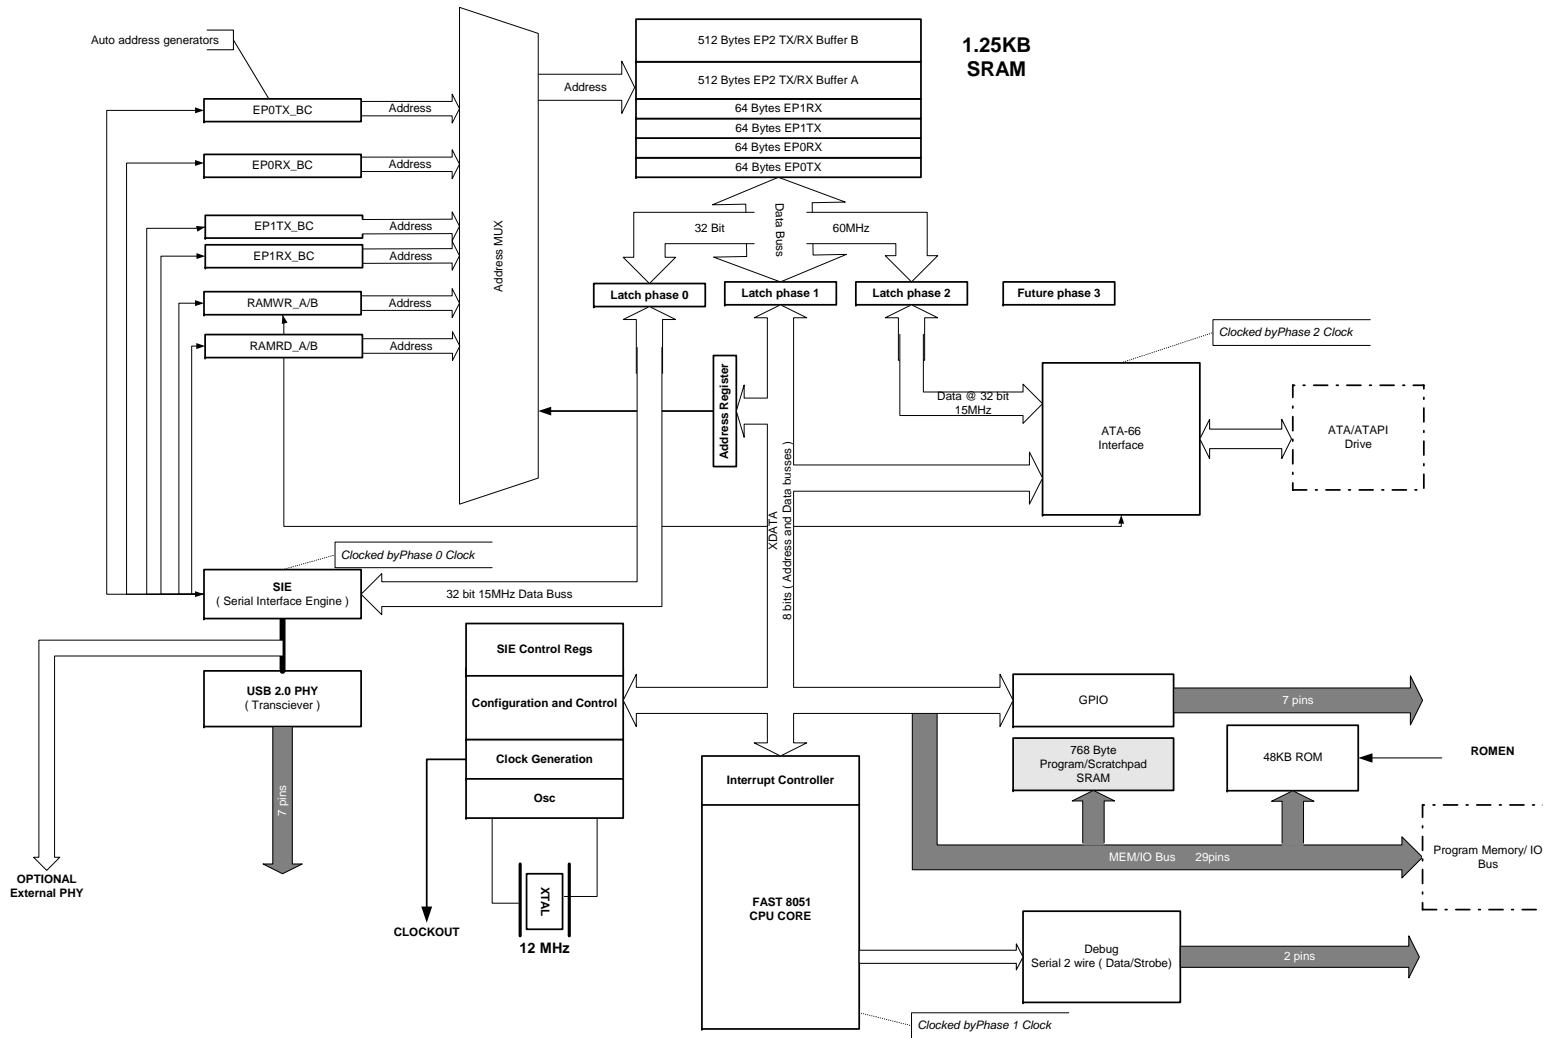 Auto address generators
EP0TX_BC
EP0RX_BC
EP1TX_BC
EP1RX_BC
RAMWR_A/B
RAMRD_A/B
Address
Address
Address
Address
Address
Address
Address MUX
Address
512 Bytes EP2 TX/RX Buffer B
512 Bytes EP2 TX/RX Buffer A
64 Bytes EP1RX
64 Bytes EP1TX
64 Bytes EP0RX
64 Bytes EP0TX
1.25KB
SRAM
32 Bit
Data Buss
60MHz
Latch phase 0
Latch phase 1
Latch phase 2
Future phase 3
Clocked byPhase 2 Clock
Address Register
Data @ 32 bit
15MHz
ATA-66
Interface
ATA/ATAPI
Drive
XDATA
8 bits ( Address and Data busses )
Clocked byPhase 0 Clock
SIE
( Serial Interface Engine )
32 bit 15MHz Data Buss
USB 2.0 PHY
( Transciever )
7 pins
OPTIONAL
External PHY
SIE Control Regs
Configuration and Control
Clock Generation
Osc
XTAL
12 MHz
CLOCKOUT
Interrupt Controller
FAST 8051
CPU CORE
GPIO
7 pins
768 Byte
Program/Scratchpad
SRAM
48KB ROM
ROMEN
MEM/IO Bus 29pins
Program Memory/ IO
Bus
Debug
Serial 2 wire ( Data/Strobe)
2 pins
Clocked byPhase 1 Clock